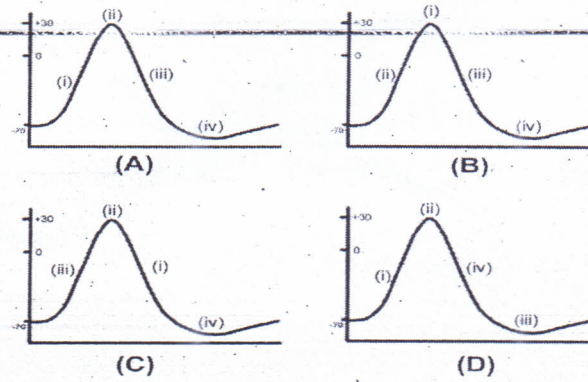 +30
(ii)
0
(i)
(iii)
-70
(iv)
(A)
+30
(i)
0
(ii)
(iii)
-70
(iv)
(B)
+30
(ii)
0
(iii)
(i)
-70
(iv)
(C)
+30
(ii)
0
(i)
(iv)
-70
(iii)
(D)